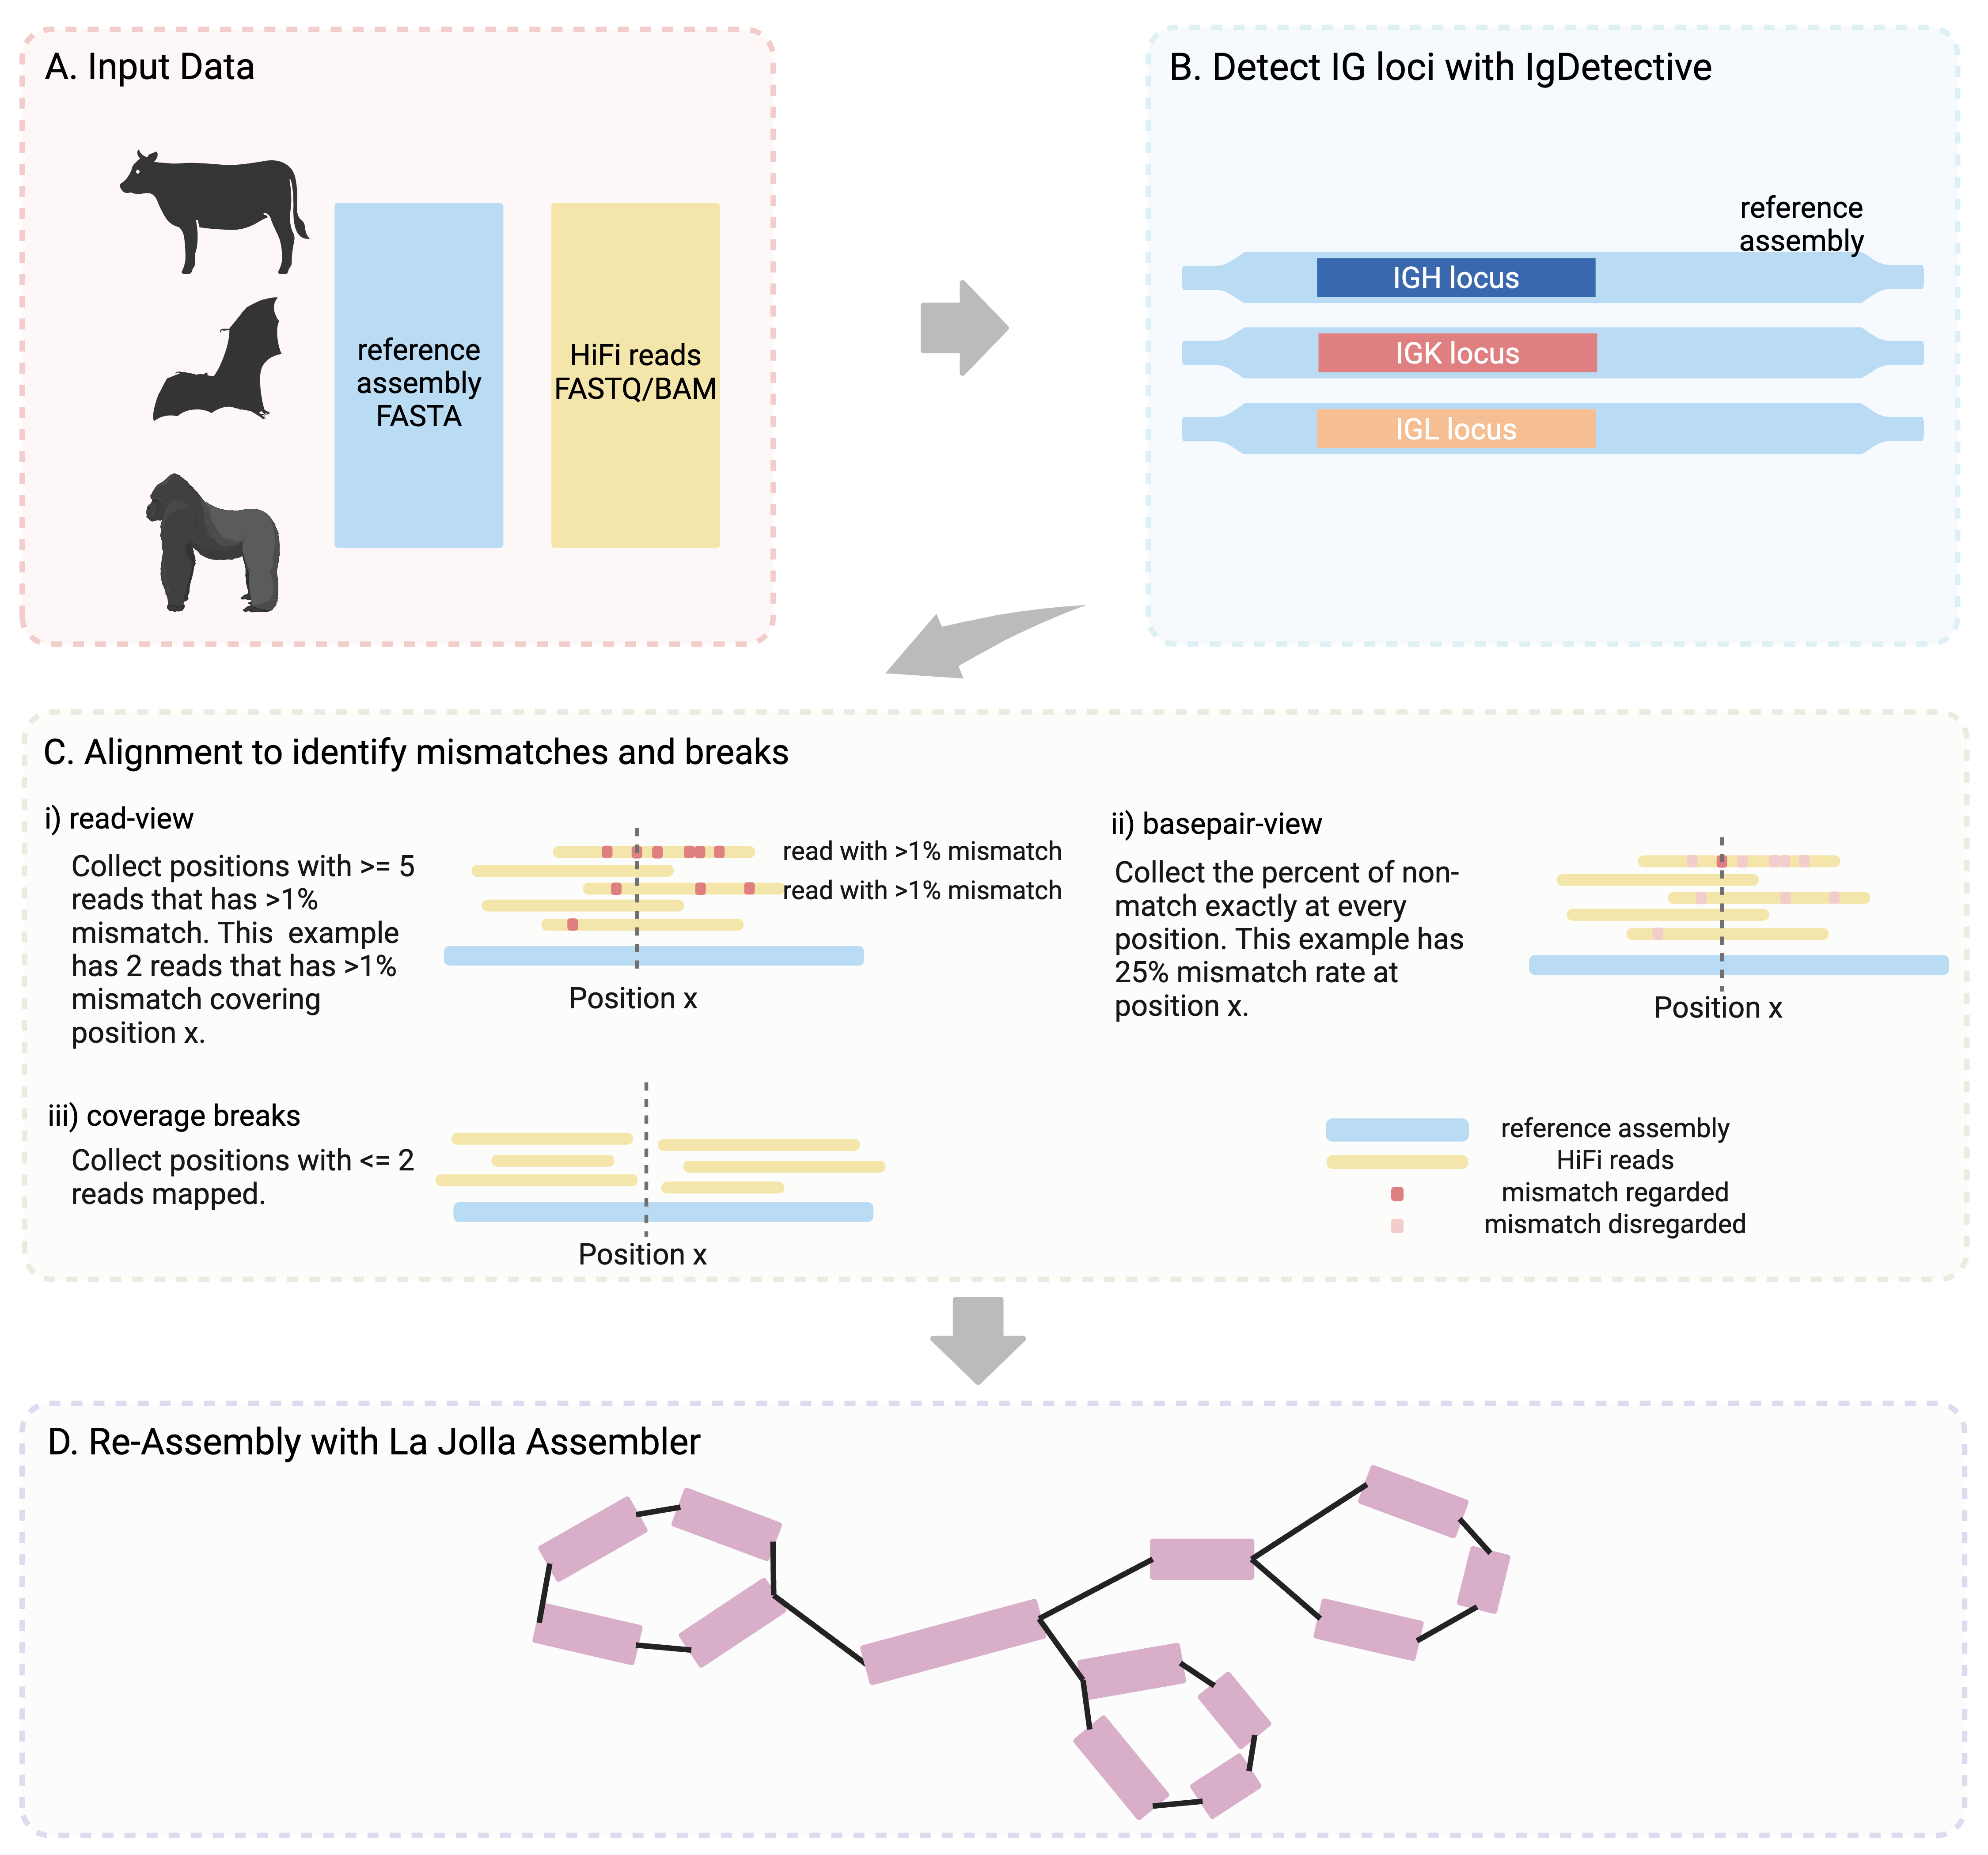 A. Input Data
reference
assembly
FASTA
HiFi reads
FASTQ/BAM
B. Detect IG loci with IgDetective
reference
assembly
IGH locus
IGK locus
IGL locus
C. Alignment to identify mismatches and breaks
i) read-view
Collect positions with >= 5
reads that has >1%
mismatch. This  example
has 2 reads that has >1%
mismatch covering
position x.
read with >1% mismatch
read with >1% mismatch
Position x
ii) basepair-view
Collect the percent of non-
match exactly at every
position. This example has
25% mismatch rate at
position x.
Position x
iii) coverage breaks
Collect positions with <= 2
reads mapped.
Position x
reference assembly
HiFi reads
mismatch regarded
mismatch disregarded
D. Re-Assembly with La Jolla Assembler